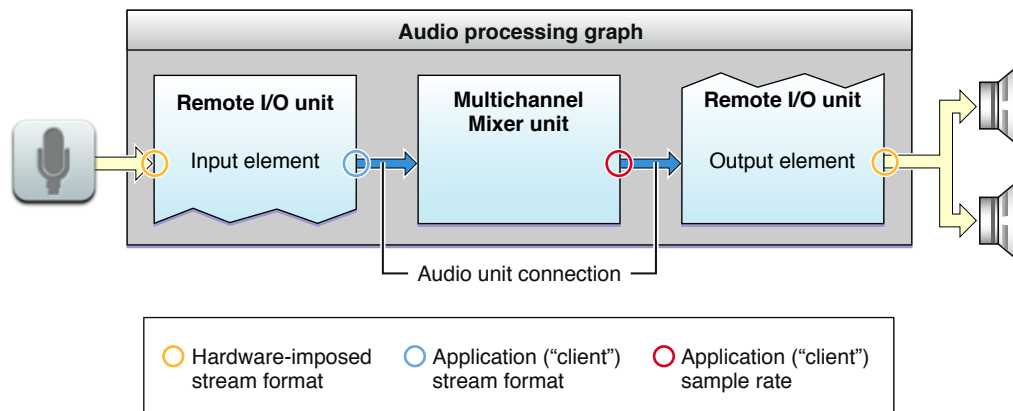 Audio processing graph
Remote I/O unit
Input element
Multichannel
Mixer unit
Remote I/O unit
Output element
Audio unit connection
Hardware-imposed
stream format
Application (“client”)
stream format
Application (“client”)
sample rate